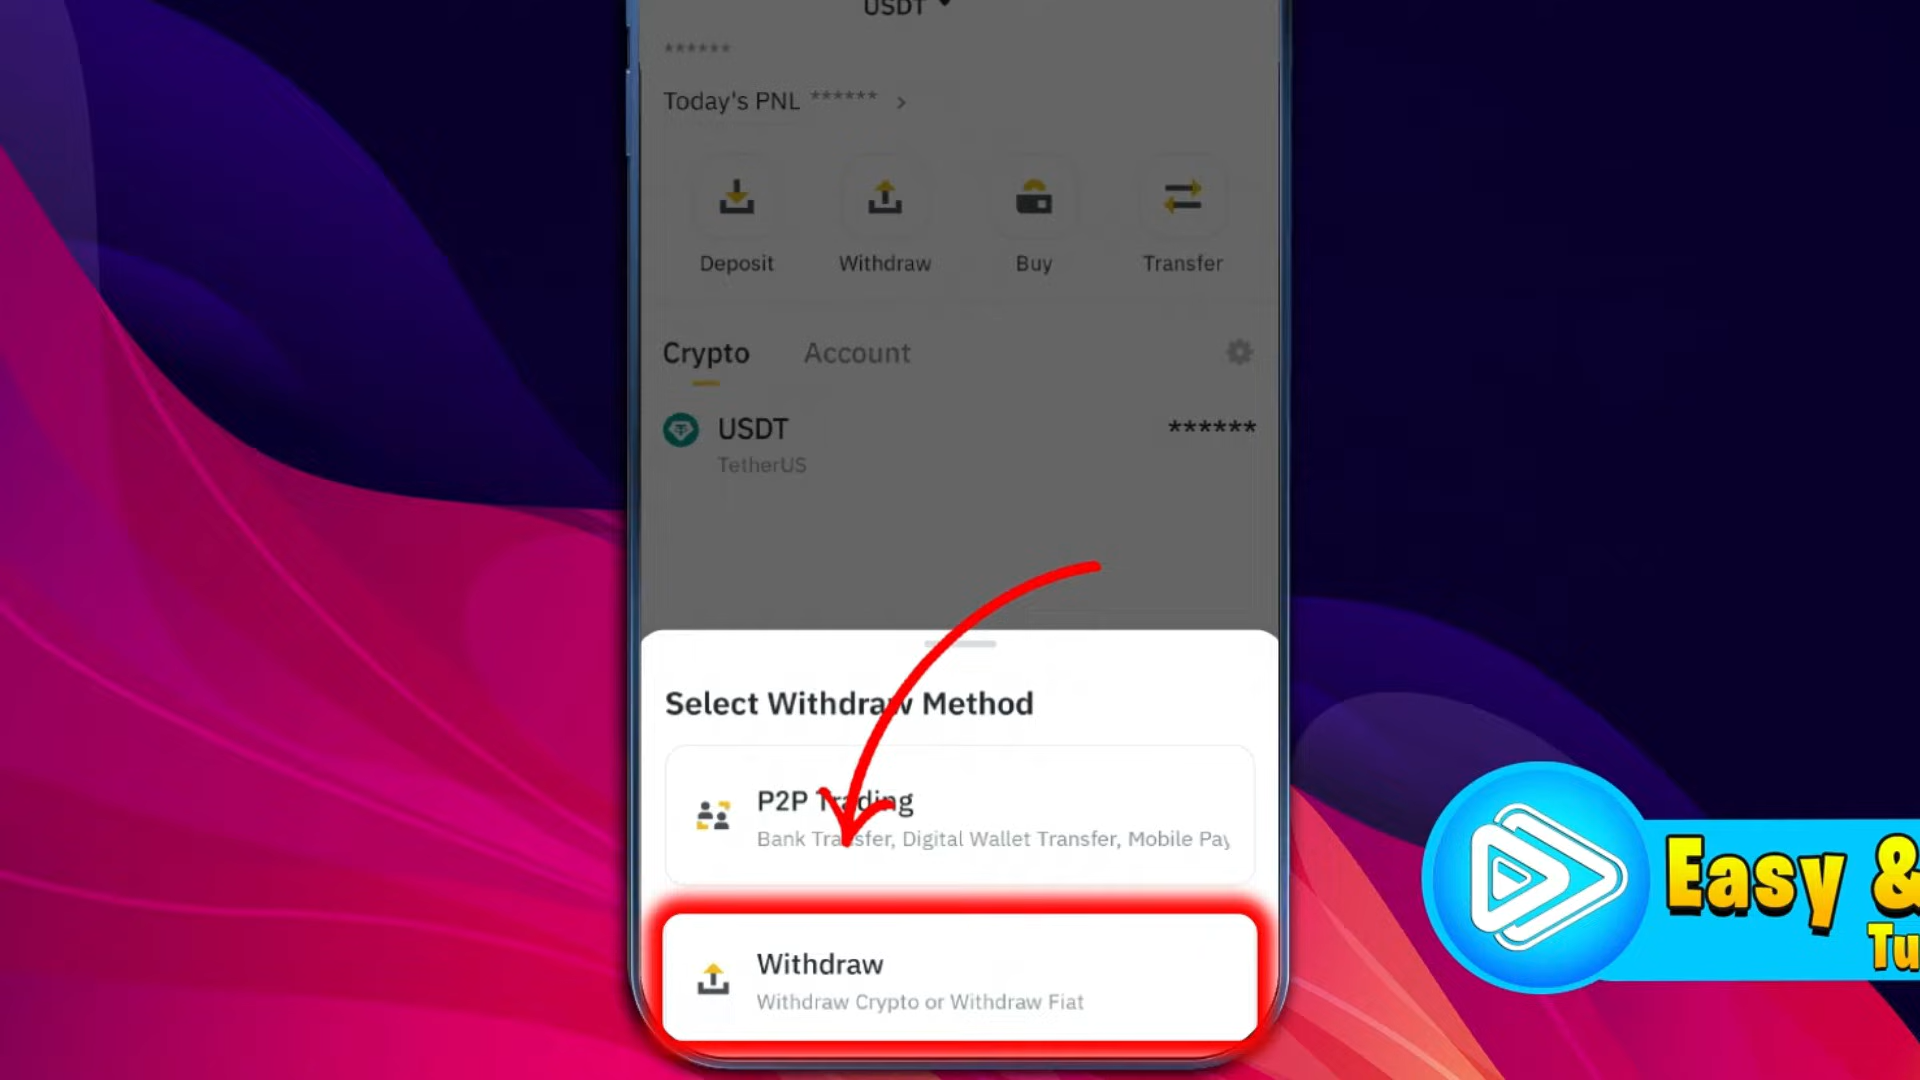 USDT
******
Today's PNL ******
Deposit
Withdraw
Buy
Transfer
Crypto
Account
USDT
******
TetherUS
Select Withdraw Method
P2P Trading
Bank Transfer, Digital Wallet Transfer, Mobile Pay
Withdraw
Withdraw Crypto or Withdraw Fiat
Easy &
Tu